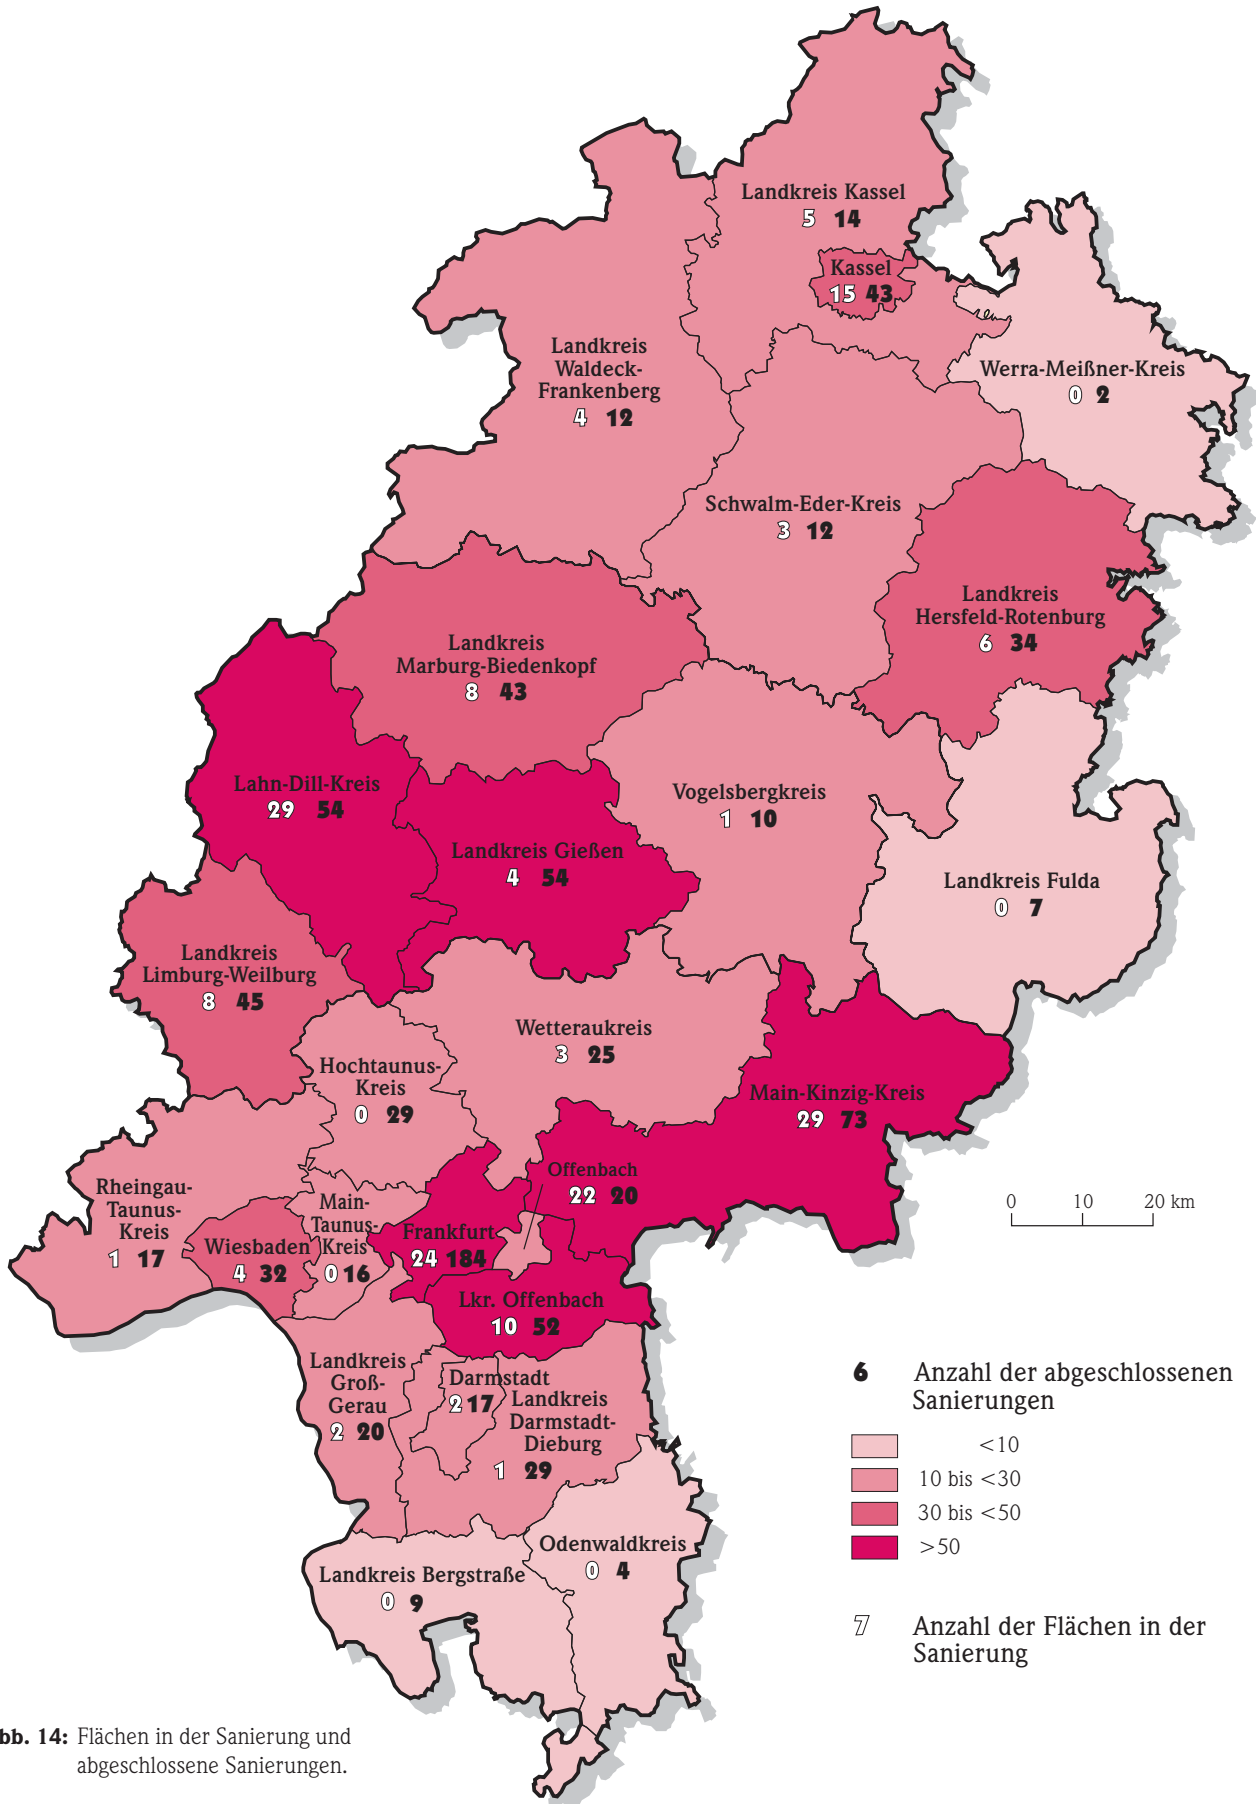 Landkreis Kassel
5 14
Kassel
15 43
Landkreis
Waldeck-
Frankenberg
4 12
Werra-Meißner-Kreis
0 2
Schwalm-Eder-Kreis
3 12
Landkreis
Hersfeld-Rotenburg
6 34
Landkreis
Marburg-Biedenkopf
8 43
Lahn-Dill-Kreis
29 54
Vogelsbergkreis
1 10
Landkreis Gießen
4 54
Landkreis Fulda
0 7
Landkreis
Limburg-Weilburg
8 45
Wetteraukreis
3 25
Hochtaunus-
Kreis
0 29
Main-Kinzig-Kreis
29 73
Offenbach
22 20
Rheingau-
Taunus-
Kreis
1 17
Main-
Taunus-
Kreis
0 16
Wiesbaden
4 32
Frankfurt
24 184
Lkr. Offenbach
10 52
0 10 20 km
Landkreis
Groß-
Gerau
2 20
Darmstadt
2 17
Landkreis
Darmstadt-
Dieburg
1 29
Odenwaldkreis
0 4
Landkreis Bergstraße
0 9
6 Anzahl der abgeschlossenen
Sanierungen
<10
10 bis <30
30 bis <50
>50
7 Anzahl der Flächen in der
Sanierung
bb. 14: Flächen in der Sanierung und
abgeschlossene Sanierungen.